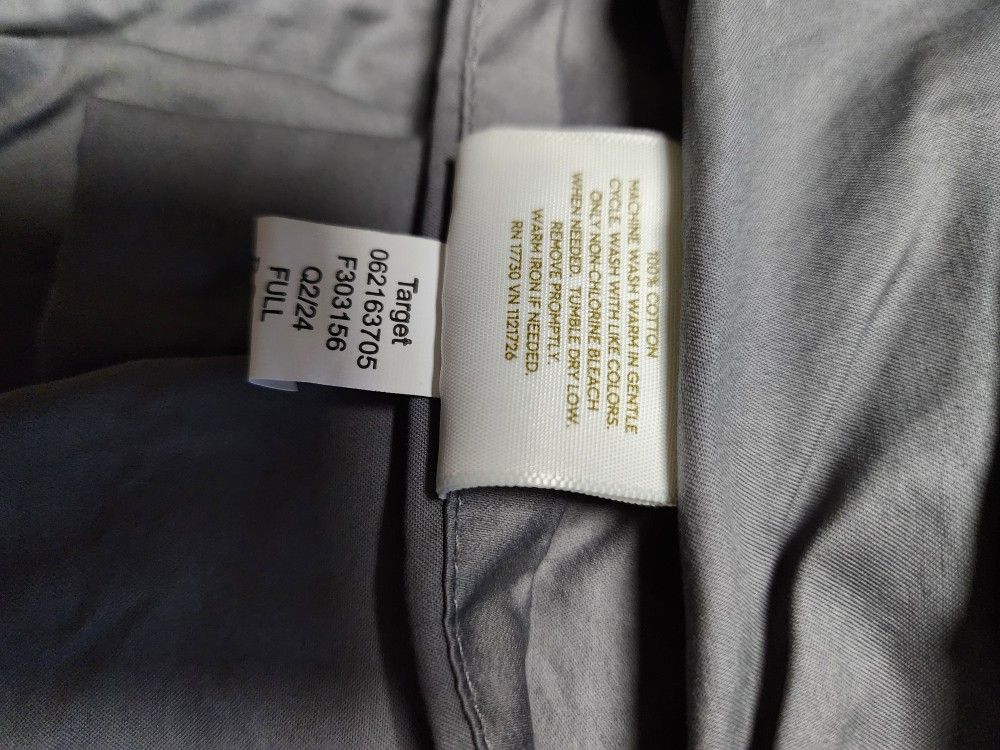 Target
062163705
F303156
Q2/24
FULL
100% COTTON
MACHINE WASH WARM IN GENTLE
CYCLE. WASH WITH LIKE COLORS.
ONLY NON-CHLORINE BLEACH
WHEN NEEDED. TUMBLE DRY LOW.
REMOVE PROMPTLY.
WARM IRON IF NEEDED.
RN 17730 VN 1121726